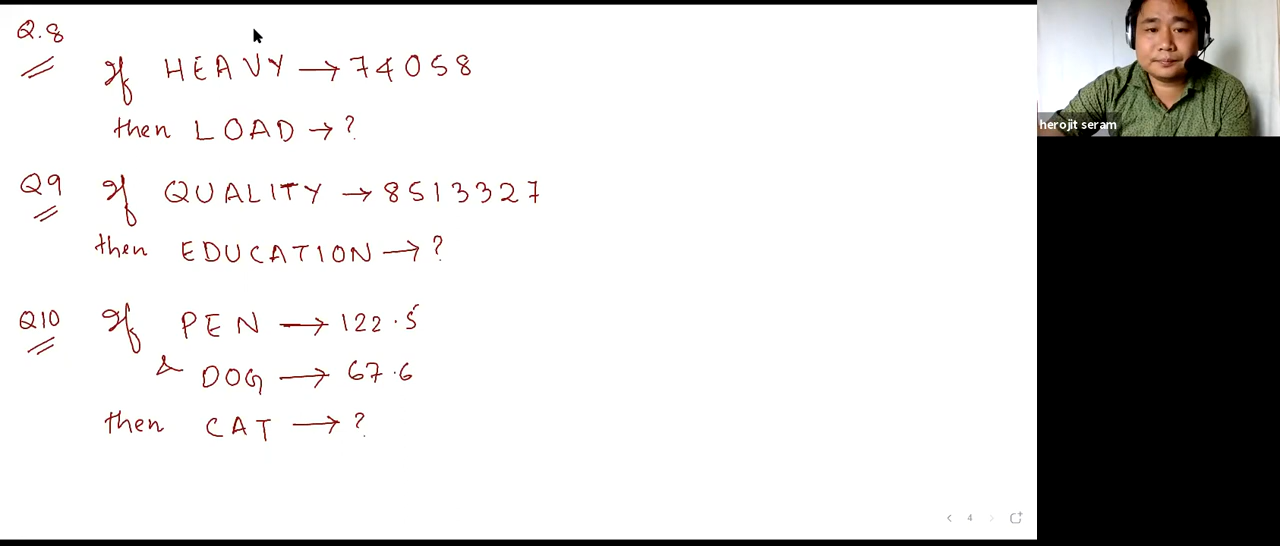 Q.8
If HEAVY → 74058
then LOAD → ?
Q9 If QUALITY → 8513327
then EDUCATION → ?
Q10 If PEN → 122.5
& DOG → 67.6
then CAT → ?
herojit seram
4